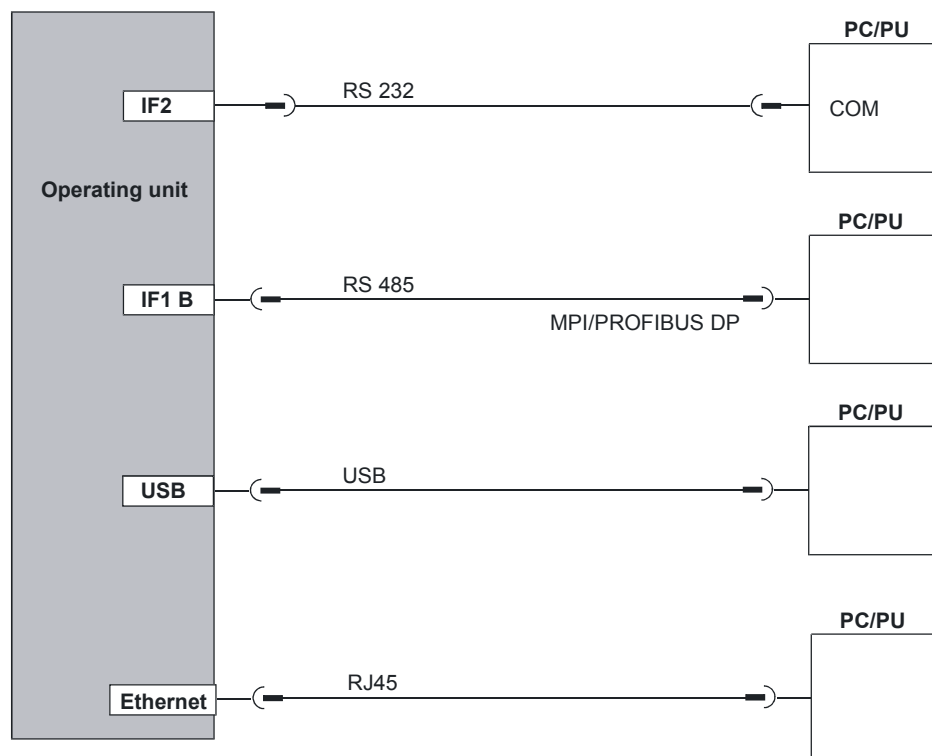 PC/PU
IF2
RS 232
COM
Operating unit
PC/PU
IF1 B
RS 485
MPI/PROFIBUS DP
PC/PU
USB
USB
PC/PU
Ethernet
RJ45